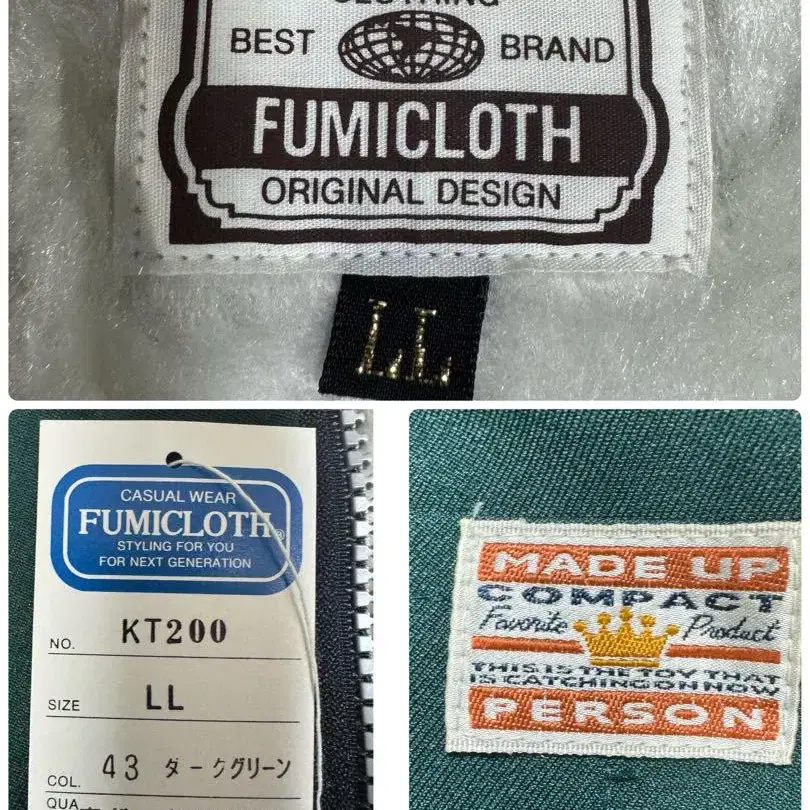 CLOTHING
BEST BRAND
FUMICLOTH
ORIGINAL DESIGN
LL
CASUAL WEAR
FUMICLOTH®
STYLING FOR YOU
FOR NEXT GENERATION
NO. KT200
SIZE LL
COL. 43 ダークグリーン
QUA
MADE UP
COMPACT
Favorite Product
THIS IS THE TOY THAT
IS CATCHING ON NOW
PERSON